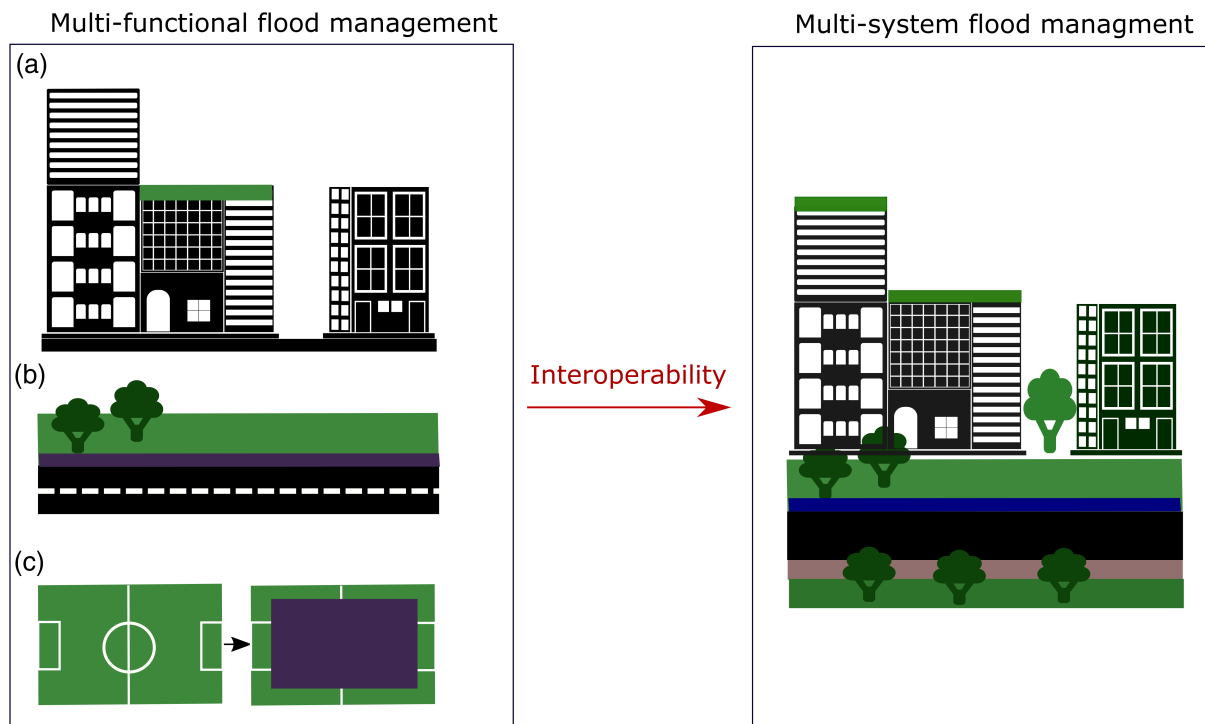 Multi-functional flood management
Multi-system flood managment
(a)
(b)
Interoperability
(c)